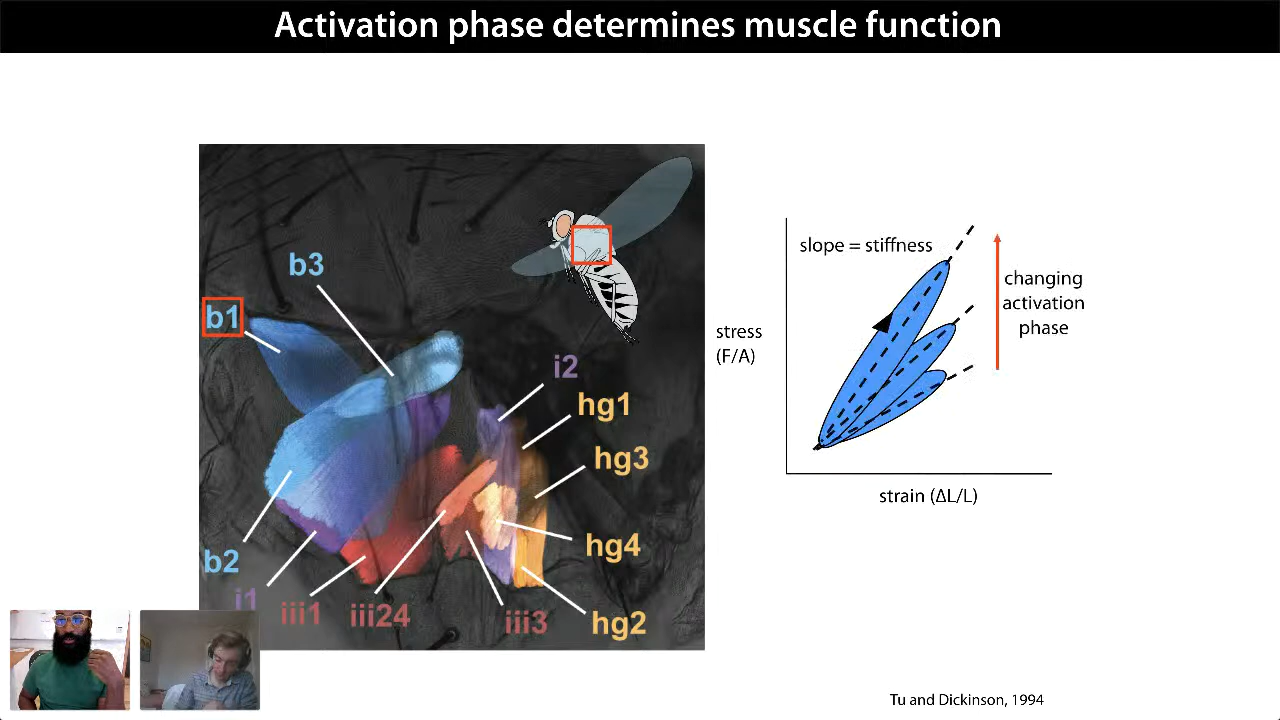 Activation phase determines muscle function
b3
b1
i2
hg1
hg3
hg4
b2
i1
iii1
iii24
iii3
hg2
slope = stiffness
stress
(F/A)
changing
activation
phase
strain (ΔL/L)
Tu and Dickinson, 1994